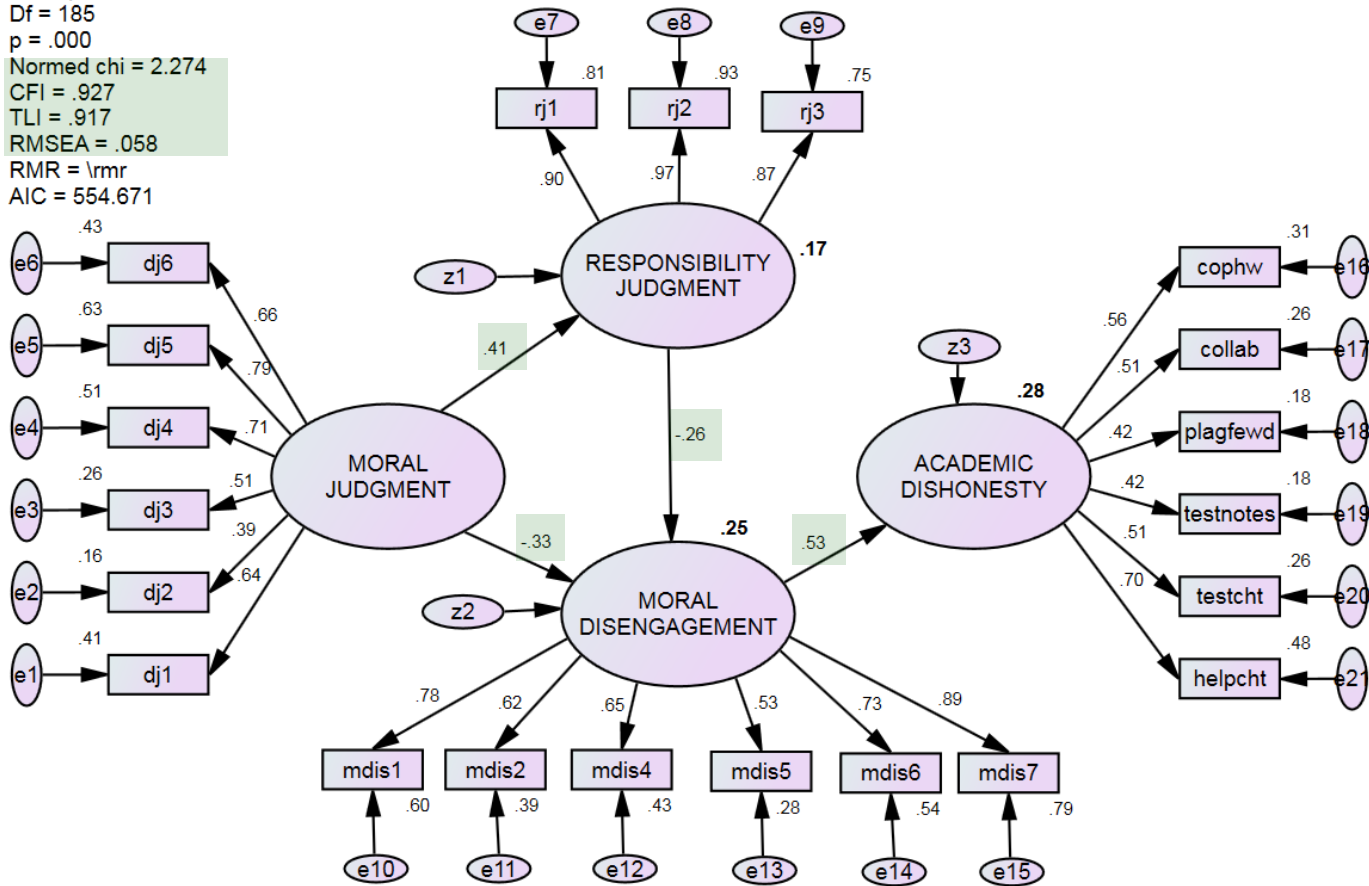 Df = 185
p = .000
Normed chi = 2.274
CFI = .927
TLI = .917
RMSEA = .058
RMR = \rmr
AIC = 554.671
e7
e8
e9
.81
.93
.75
rj1
rj2
rj3
.90
.97
.87
RESPONSIBILITY
JUDGMENT
.17
z1
.43
e6
dj6
.66
.63
e5
dj5
.79
.51
e4
dj4
.71
.26
e3
dj3
.51
.16
e2
dj2
.39
.41
e1
dj1
.64
MORAL
JUDGMENT
.41
-.26
-.33
.53
z2
.25
MORAL
DISENGAGEMENT
z3
.28
ACADEMIC
DISHONESTY
.56
.31
cophw
e16
.51
.26
collab
e17
.42
.18
plagfewd
e18
.42
.18
testnotes
e19
.51
.26
testcht
e20
.70
.48
helpcht
e21
.78
.62
.65
.53
.73
.89
mdis1
mdis2
mdis4
mdis5
mdis6
mdis7
.60
.39
.43
.28
.54
.79
e10
e11
e12
e13
e14
e15